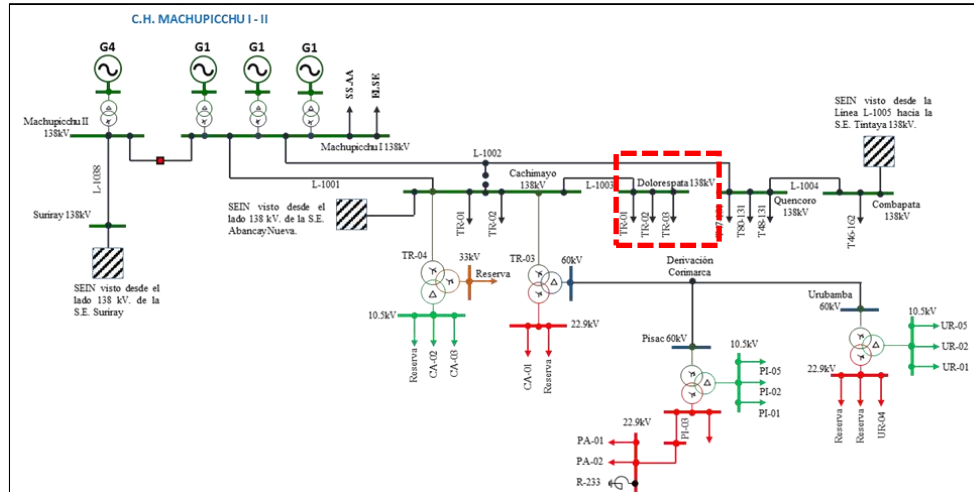 C.H. MACHUPICCHU I - II
G4
G1
G1
G1
SS.AA
ELSE
Machupicchu II
138kV
Machupicchu I 138kV
L-1038
Suriray 138kV
SEIN visto desde el
lado 138 kV. de la
S.E. Suriray
L-1002
L-1001
Cachimayo
138kV
L-1003
SEIN visto desde el
lado 138 kV. de la S.E.
AbancayNueva.
TR-01
TR-02
Dolorespata 138kV
TR-01
TR-02
TR-03
T80-131
T48-131
Quencoro
138kV
L-1004
SEIN visto desde la
Linea L-1005 hacia la
S.E. Tintaya 138kV.
Combapata
138kV
T46-162
TR-04
33kV
Reserva
10.5kV
Reserva
CA-02
CA-03
TR-03
60kV
22.9kV
CA-01
Reserva
Derivación
Corimarca
Pisac 60kV
10.5kV
PI-05
PI-02
PI-01
PI-03
22.9kV
PA-01
PA-02
R-233
Urubamba
60kV
10.5kV
UR-05
UR-02
UR-01
22.9kV
Reserva
Reserva
UR-04